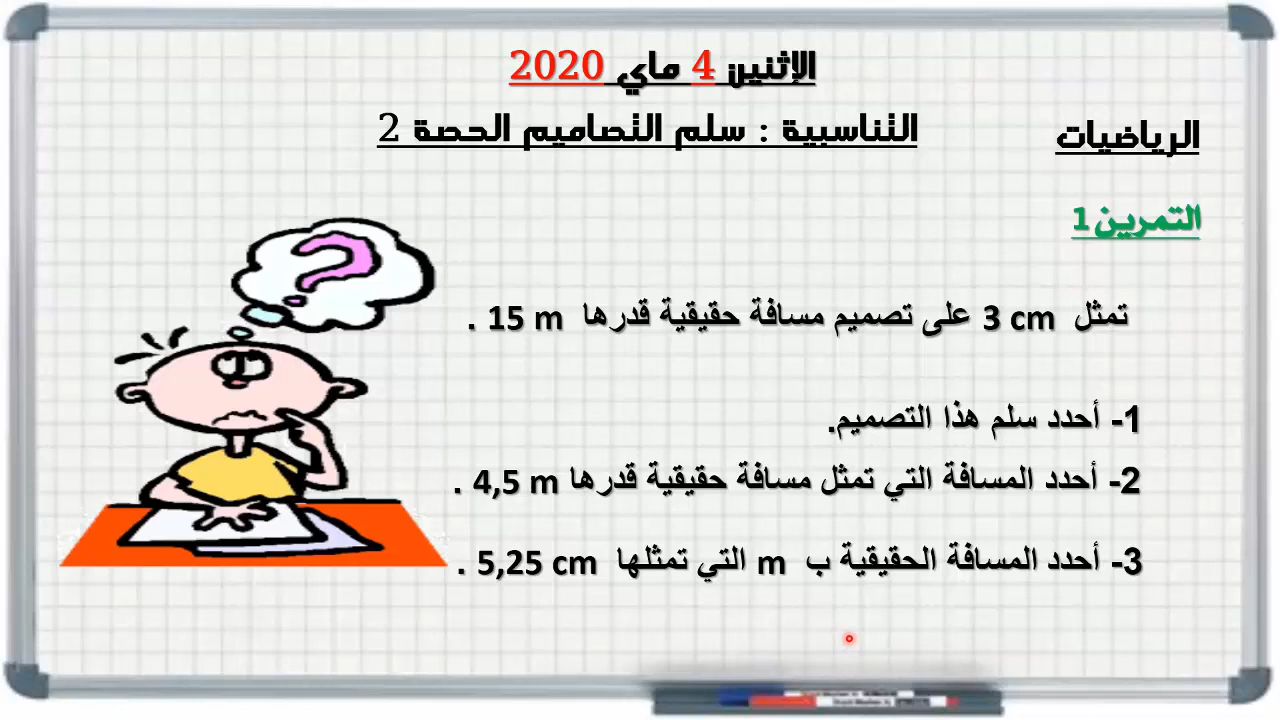 الإثنين 4 ماي 2020
الرياضيات
التناسبية : سلم التصاميم الحصة 2
التمرين1
تمثل 3 cm على تصميم مسافة حقيقية قدرها 15 m .
1- أحدد سلم هذا التصميم.
2- أحدد المسافة التي تمثل مسافة حقيقية قدرها 4,5 m .
3- أحدد المسافة الحقيقية ب m التي تمثلها 5,25 cm .